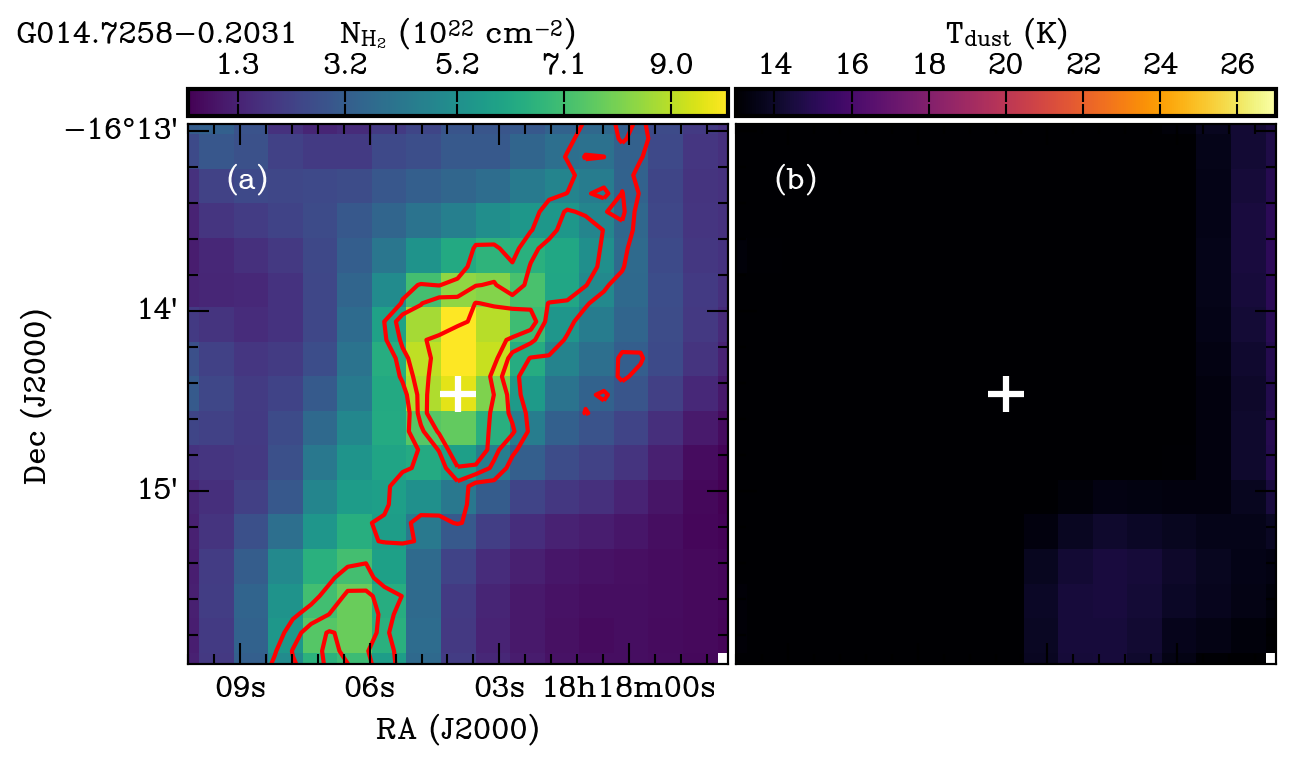 G014.7258−0.2031 N_H₂ (10²² cm⁻²) T_dust (K)
1.3 3.2 5.2 7.1 9.0 14 16 18 20 22 24 26
−16°13'
(a) (b)
14'
Dec (J2000)
15'
09s 06s 03s 18h18m00s
RA (J2000)